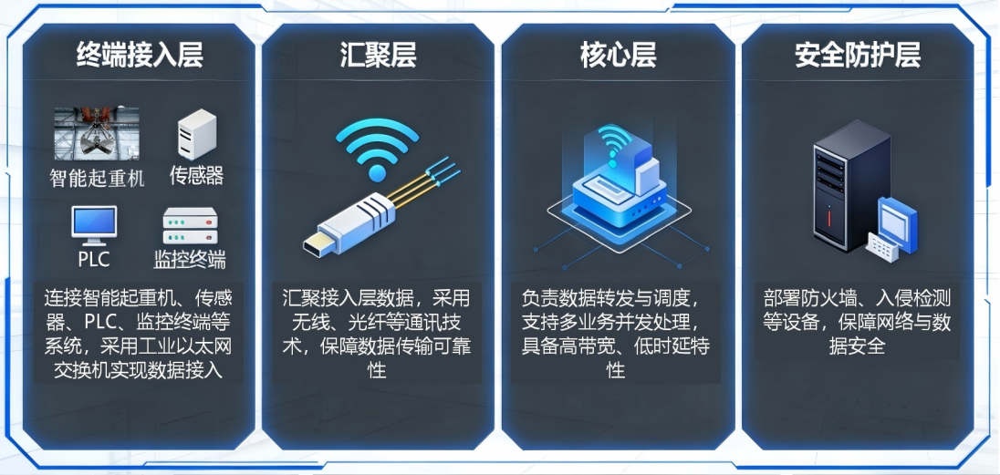 终端接入层
智能起重机
传感器
PLC
监控终端
连接智能起重机、传感
器、PLC、监控终端等
系统，采用工业以太网
交换机实现数据接入
汇聚层
汇聚接入层数据，采用
无线、光纤等通讯技
术，保障数据传输可靠
性
核心层
负责数据转发与调度，
支持多业务并发处理，
具备高带宽、低时延特
性
安全防护层
部署防火墙、入侵检测
等设备，保障网络与数
据安全